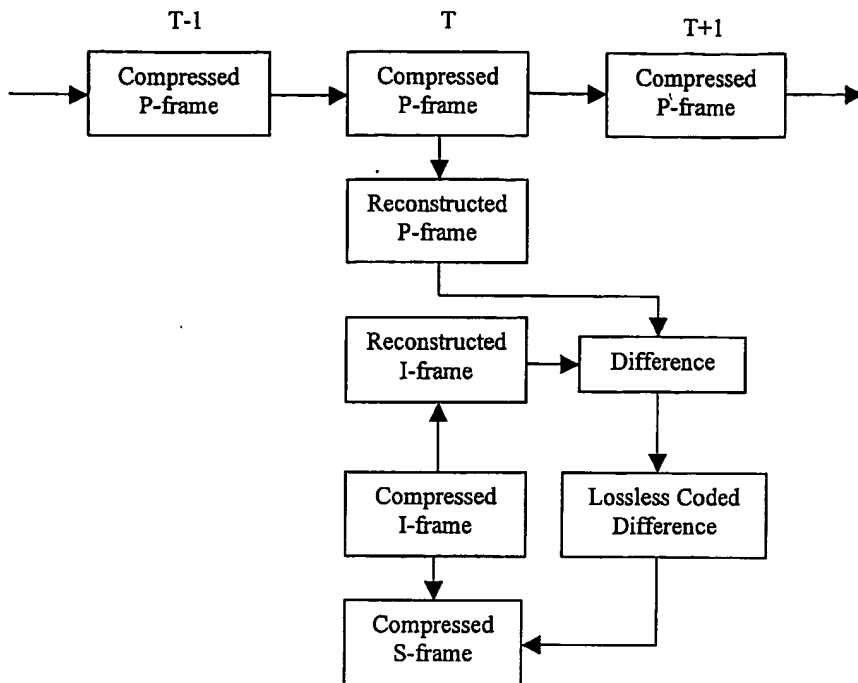 T-1
T
T+1
Compressed
P-frame
Compressed
P-frame
Compressed
P-frame
Reconstructed
P-frame
Reconstructed
I-frame
Difference
Compressed
I-frame
Lossless Coded
Difference
Compressed
S-frame